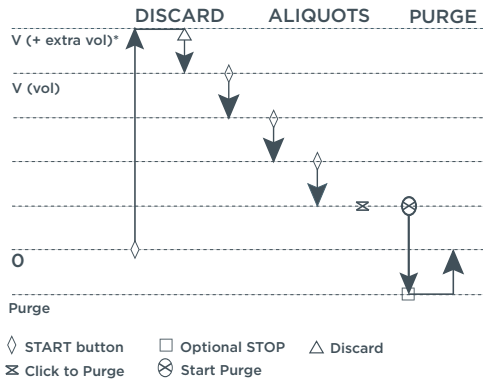 DISCARD ALIQUOTS PURGE
V (+ extra vol)*
V (vol)
0
Purge
START button Optional STOP Discard
Click to Purge Start Purge